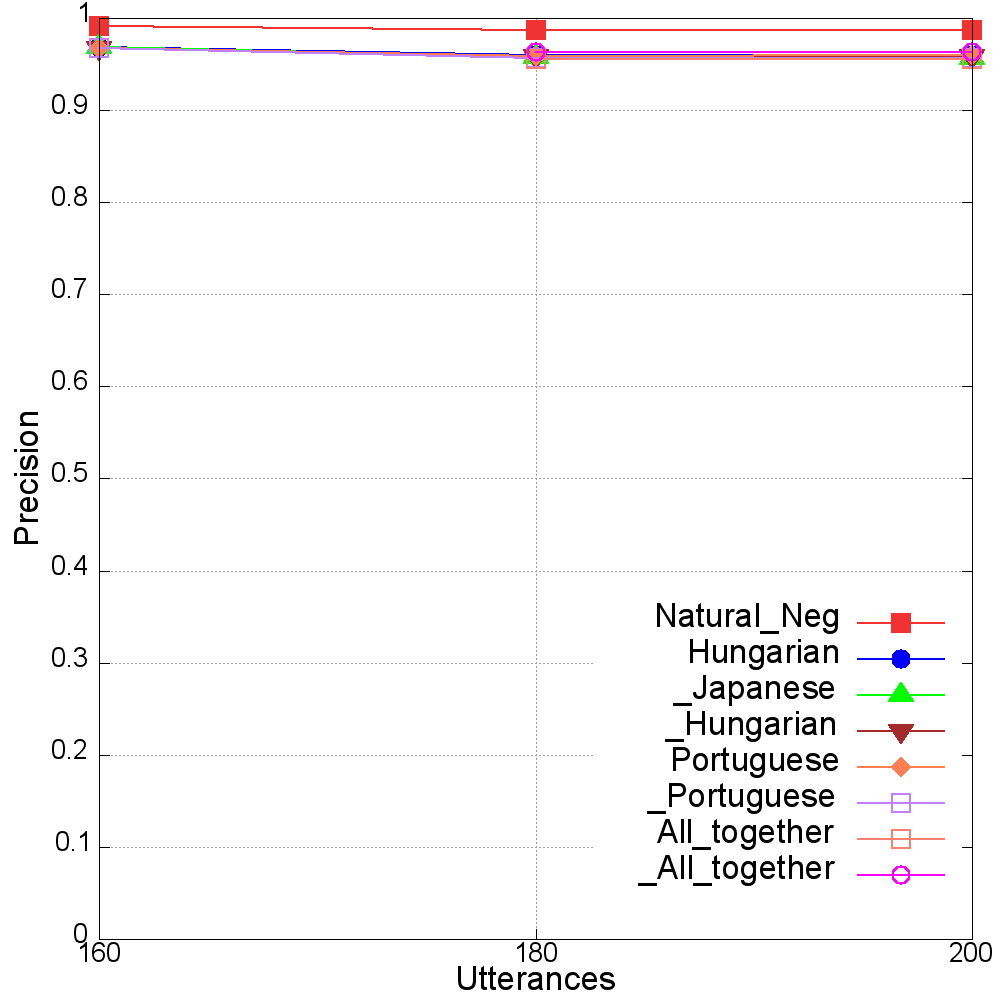 1
0.9
0.8
0.7
0.6
0.5
0.4
0.3
0.2
0.1
0
160
180
200
Precision
Utterances
Natural_Neg
Hungarian
_Japanese
_Hungarian
Portuguese
_Portuguese
All_together
_All_together